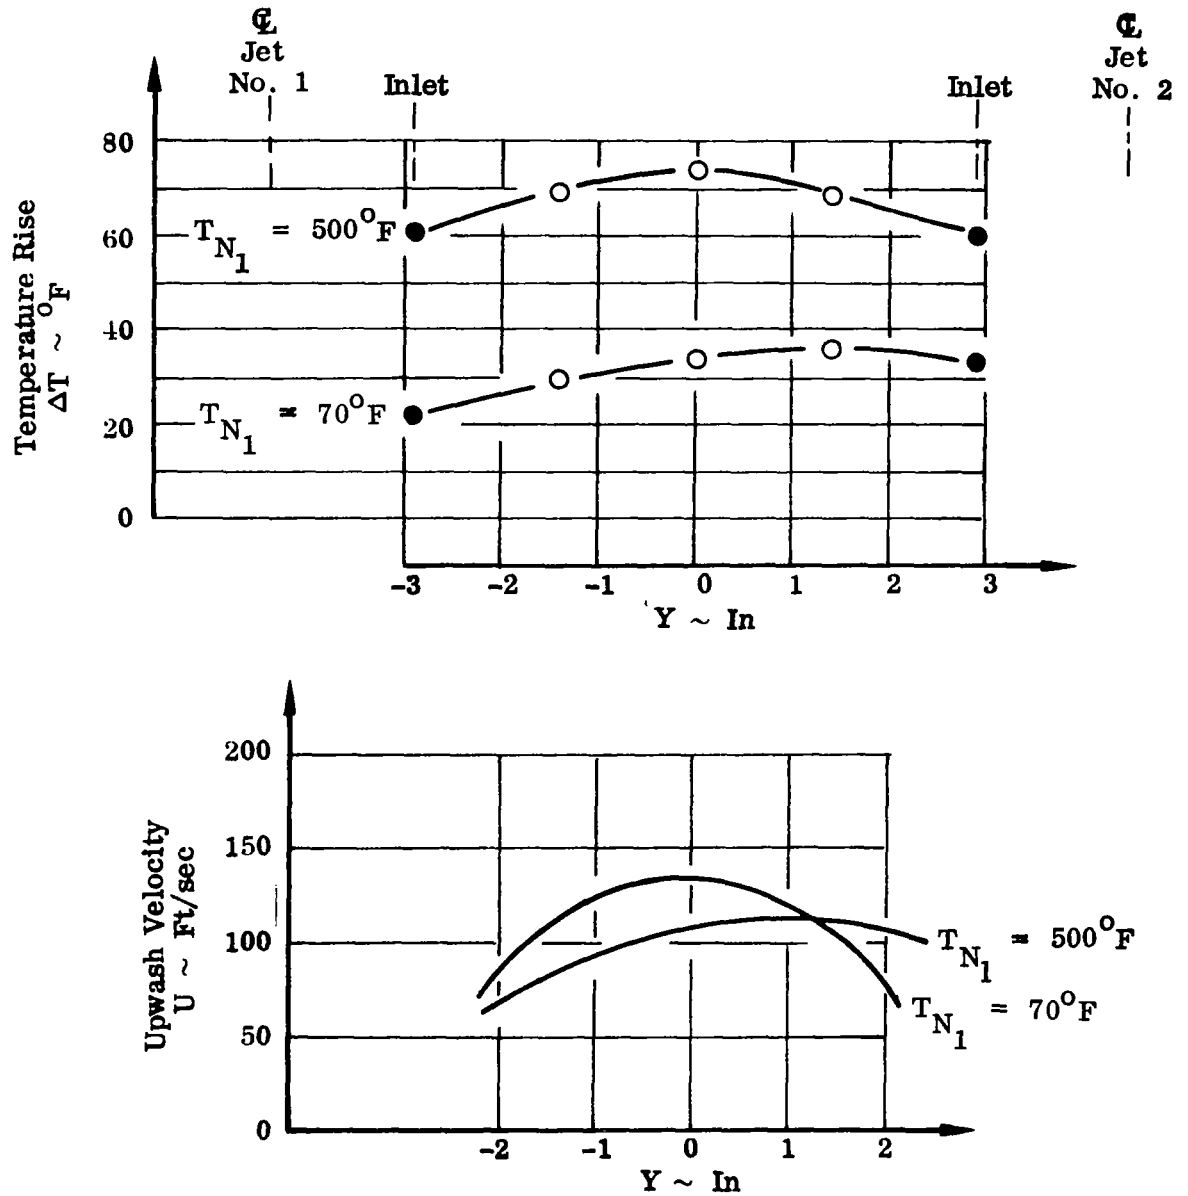 ℄
Jet
No. 1
Inlet
Inlet
℄
Jet
No. 2
Temperature Rise
ΔT ~ °F
80
60
40
20
0
T_N1 = 500°F
T_N1 = 70°F
-3 -2 -1 0 1 2 3
Y ~ In
Upwash Velocity
U ~ Ft/sec
200
150
100
50
0
T_N1 = 500°F
T_N1 = 70°F
-2 -1 0 1 2
Y ~ In